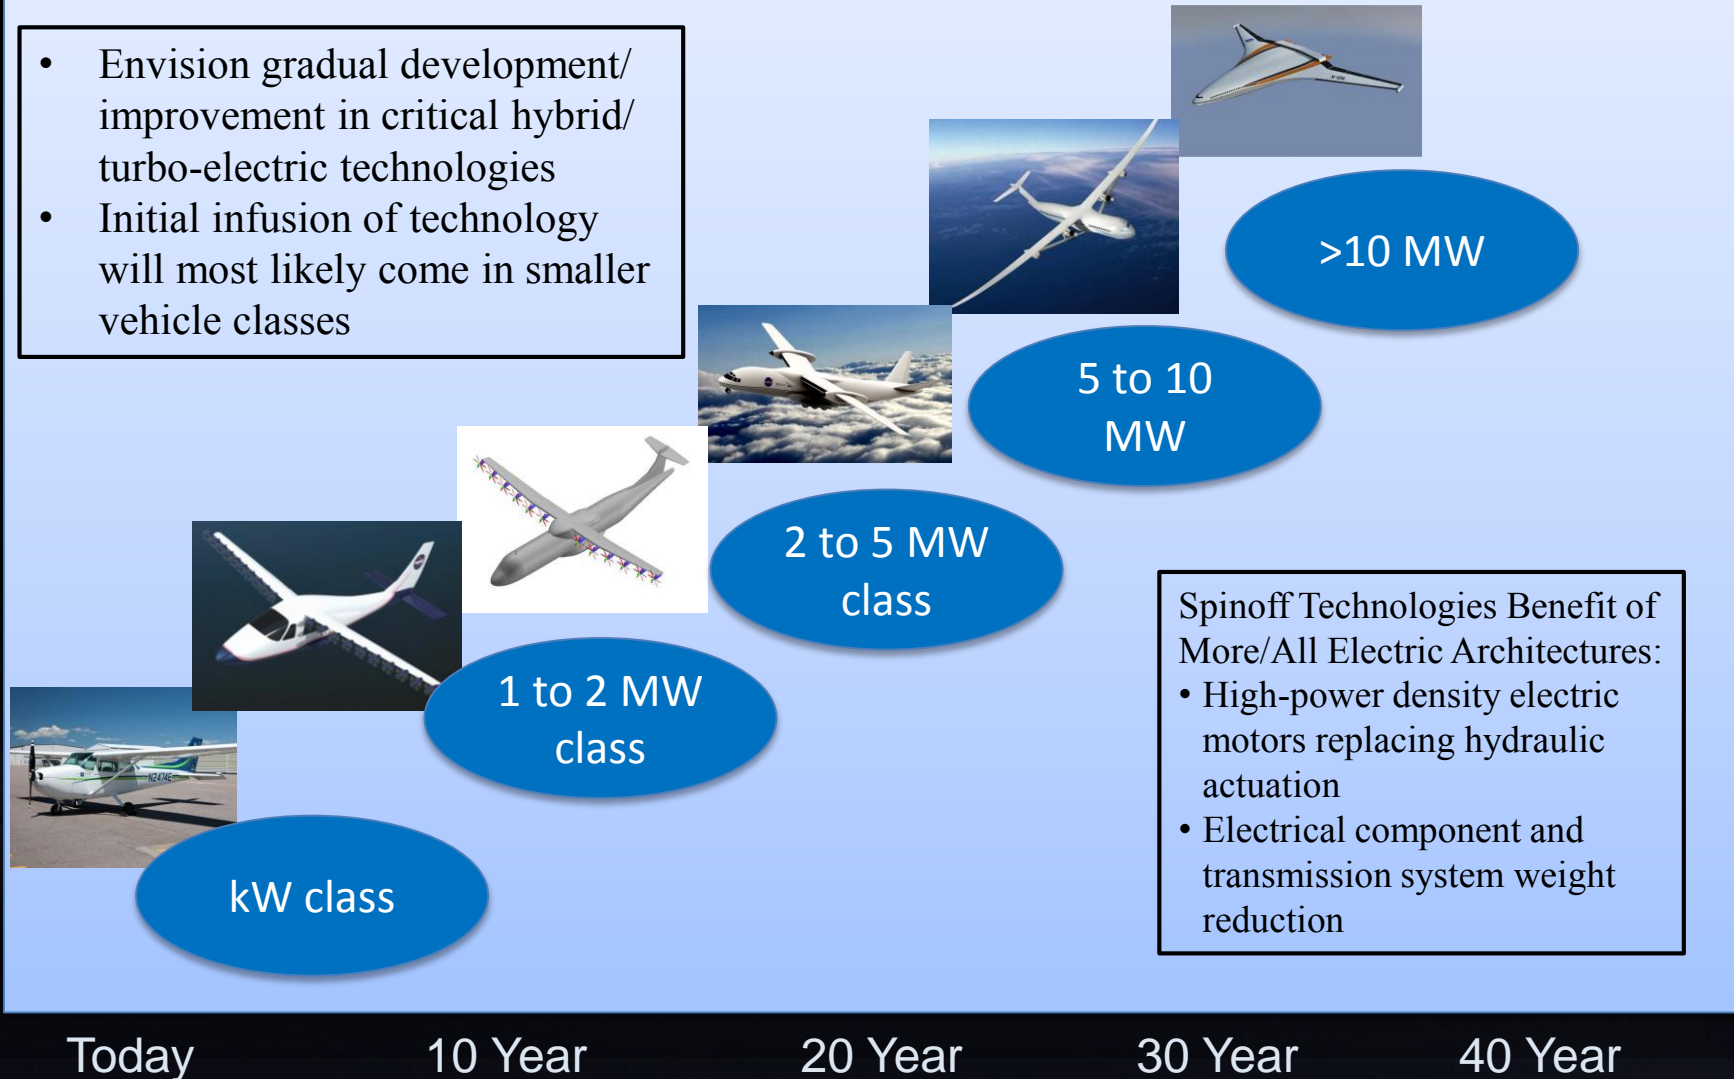 • Envision gradual development/
improvement in critical hybrid/
turbo-electric technologies
• Initial infusion of technology
will most likely come in smaller
vehicle classes
>10 MW
5 to 10
MW
2 to 5 MW
class
1 to 2 MW
class
N2474E
kW class
Spinoff Technologies Benefit of
More/All Electric Architectures:
• High-power density electric
motors replacing hydraulic
actuation
• Electrical component and
transmission system weight
reduction
Today
10 Year
20 Year
30 Year
40 Year